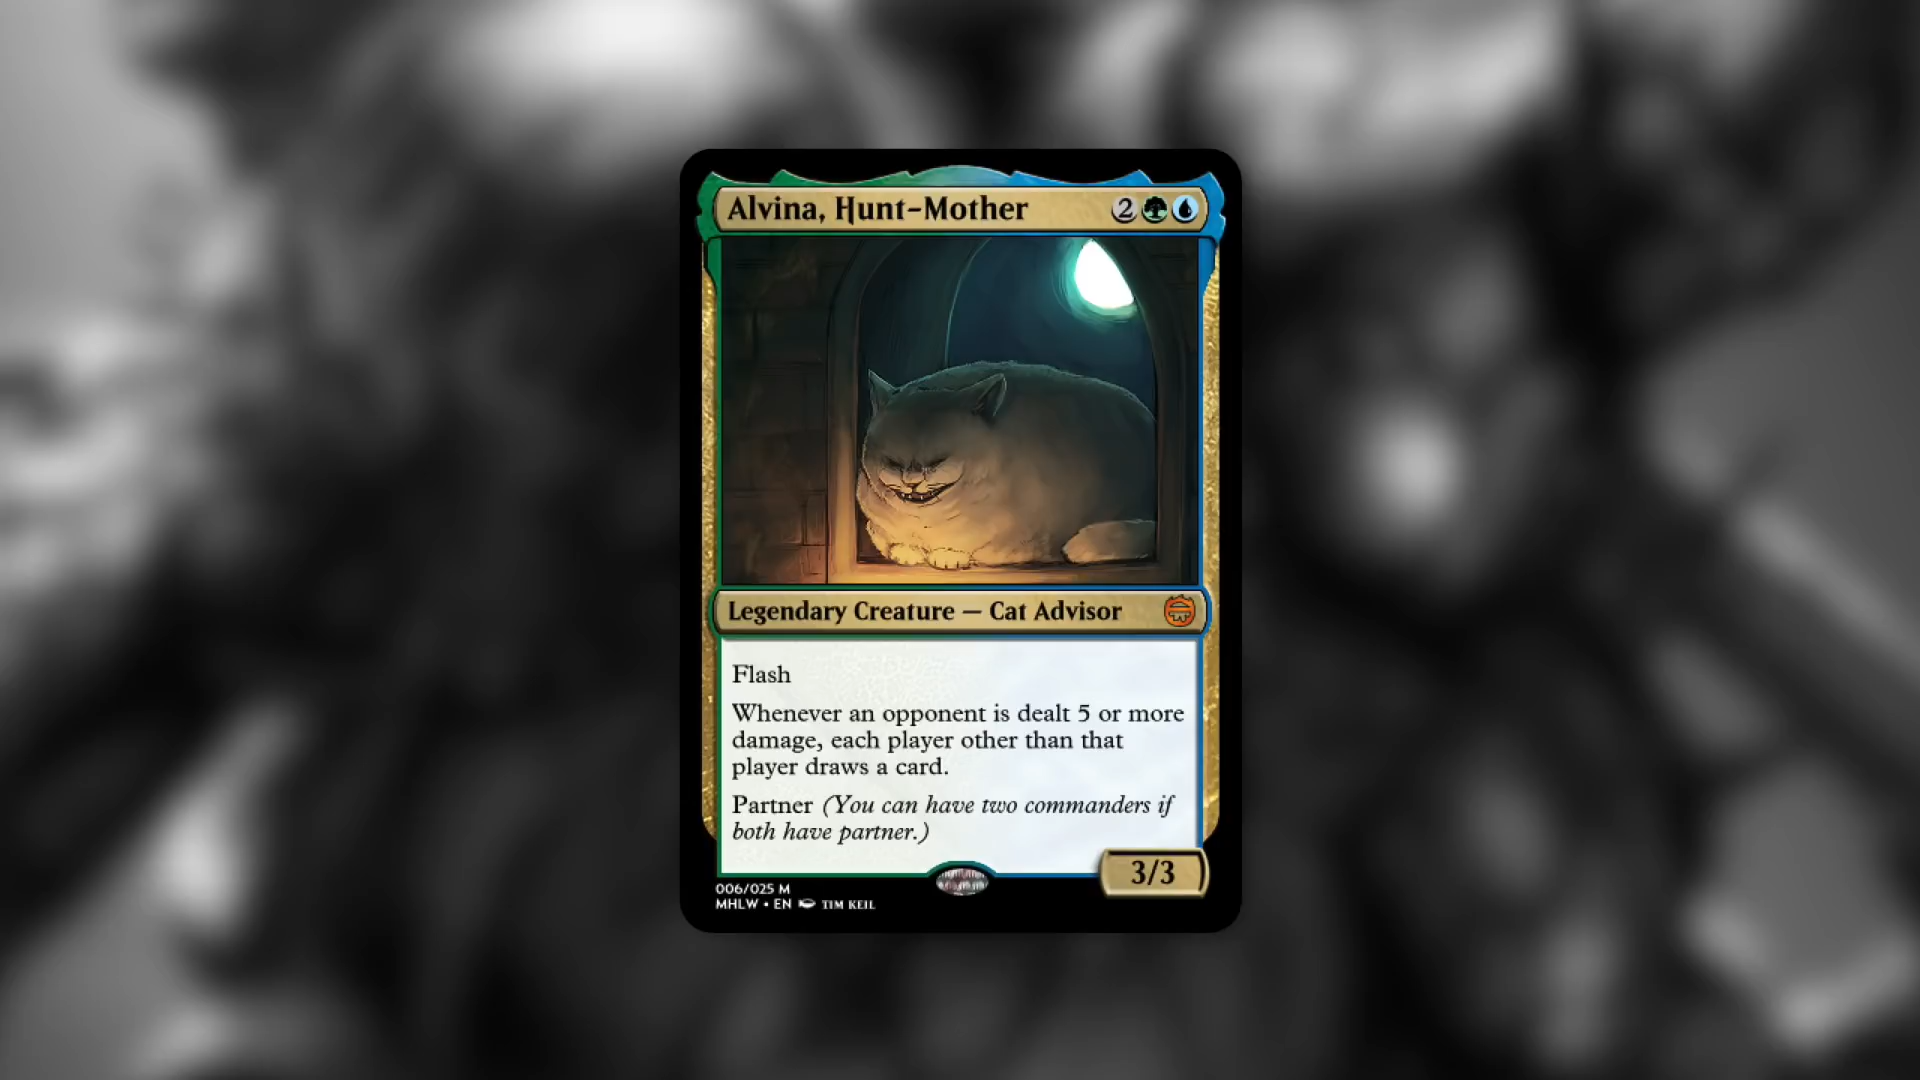 Alvina, Hunt-Mother 2
Legendary Creature — Cat Advisor
Flash
Whenever an opponent is dealt 5 or more
damage, each player other than that
player draws a card.
Partner (You can have two commanders if
both have partner.)
3/3
006/025 M
MHLW • EN TIM KEIL